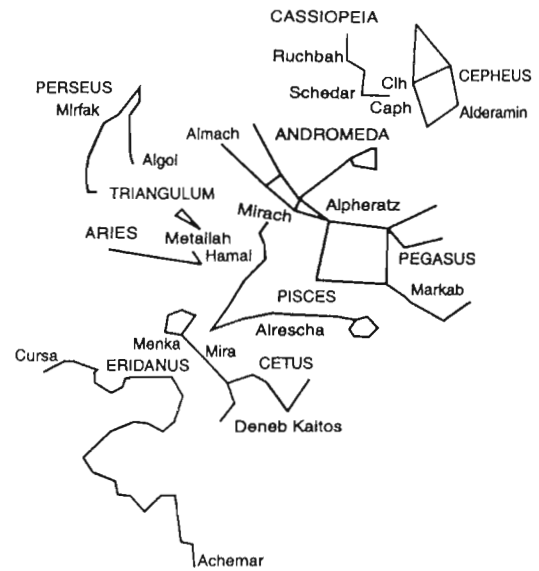 CASSIOPEIA
Ruchbah
Clh
CEPHEUS
PERSEUS
Schedar
Caph
Alderamin
Mirfak
Almach
ANDROMEDA
Algol
TRIANGULUM
Mirach
Alpheratz
ARIES
Metallah
Hamal
PEGASUS
PISCES
Markab
Menka
Alrescha
Cursa
ERIDANUS
Mira
CETUS
Deneb Kaitos
Achemar